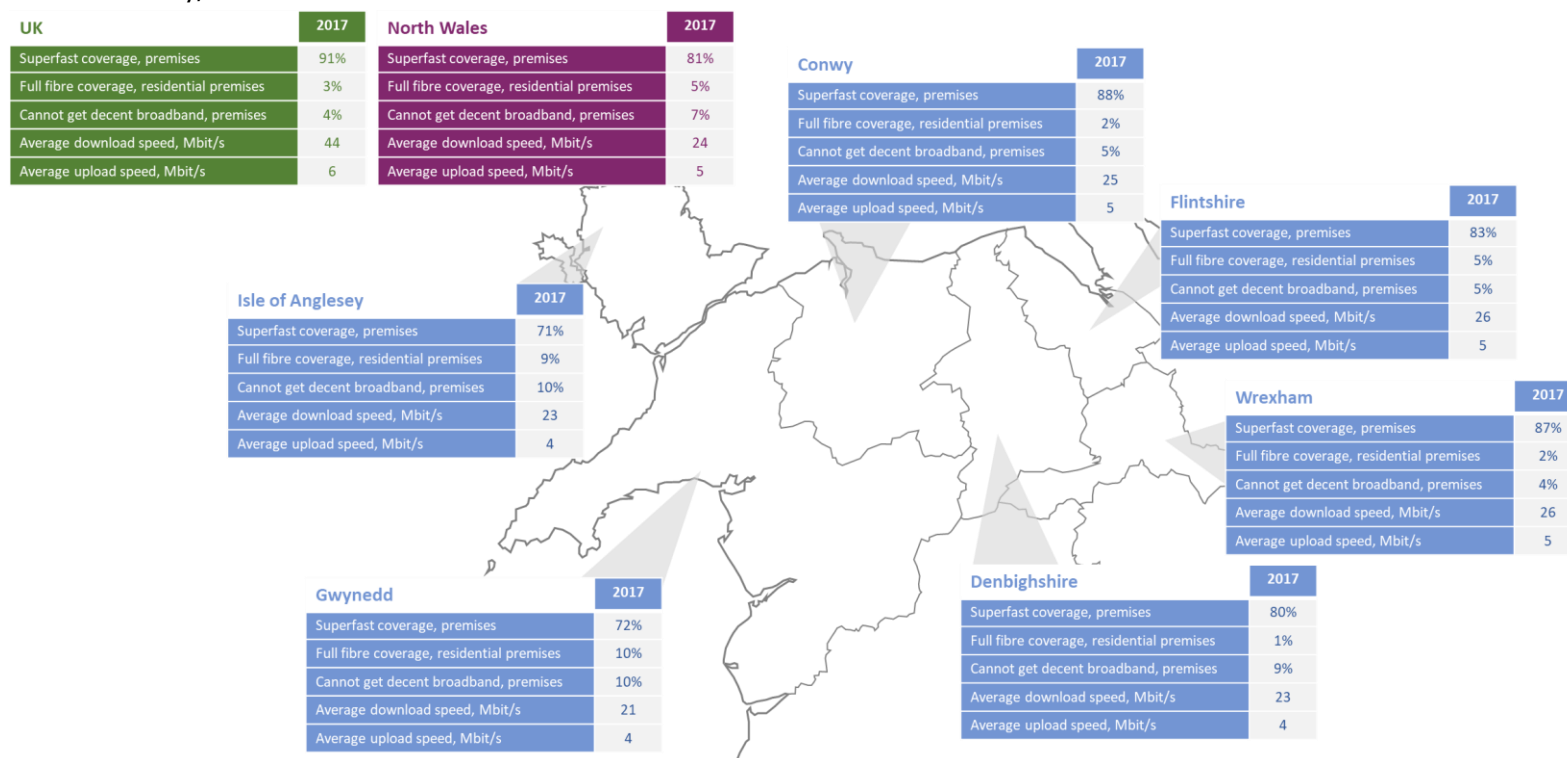 UK 2017
Superfast coverage, premises 91%
Full fibre coverage, residential premises 3%
Cannot get decent broadband, premises 4%
Average download speed, Mbit/s 44
Average upload speed, Mbit/s 6
North Wales 2017
Superfast coverage, premises 81%
Full fibre coverage, residential premises 5%
Cannot get decent broadband, premises 7%
Average download speed, Mbit/s 24
Average upload speed, Mbit/s 5
Conwy 2017
Superfast coverage, premises 88%
Full fibre coverage, residential premises 2%
Cannot get decent broadband, premises 5%
Average download speed, Mbit/s 25
Average upload speed, Mbit/s 5
Flintshire 2017
Superfast coverage, premises 83%
Full fibre coverage, residential premises 5%
Cannot get decent broadband, premises 5%
Average download speed, Mbit/s 26
Average upload speed, Mbit/s 5
Isle of Anglesey 2017
Superfast coverage, premises 71%
Full fibre coverage, residential premises 9%
Cannot get decent broadband, premises 10%
Average download speed, Mbit/s 23
Average upload speed, Mbit/s 4
Wrexham 2017
Superfast coverage, premises 87%
Full fibre coverage, residential premises 2%
Cannot get decent broadband, premises 4%
Average download speed, Mbit/s 26
Average upload speed, Mbit/s 5
Gwynedd 2017
Superfast coverage, premises 72%
Full fibre coverage, residential premises 10%
Cannot get decent broadband, premises 10%
Average download speed, Mbit/s 21
Average upload speed, Mbit/s 4
Denbighshire 2017
Superfast coverage, premises 80%
Full fibre coverage, residential premises 1%
Cannot get decent broadband, premises 9%
Average download speed, Mbit/s 23
Average upload speed, Mbit/s 4